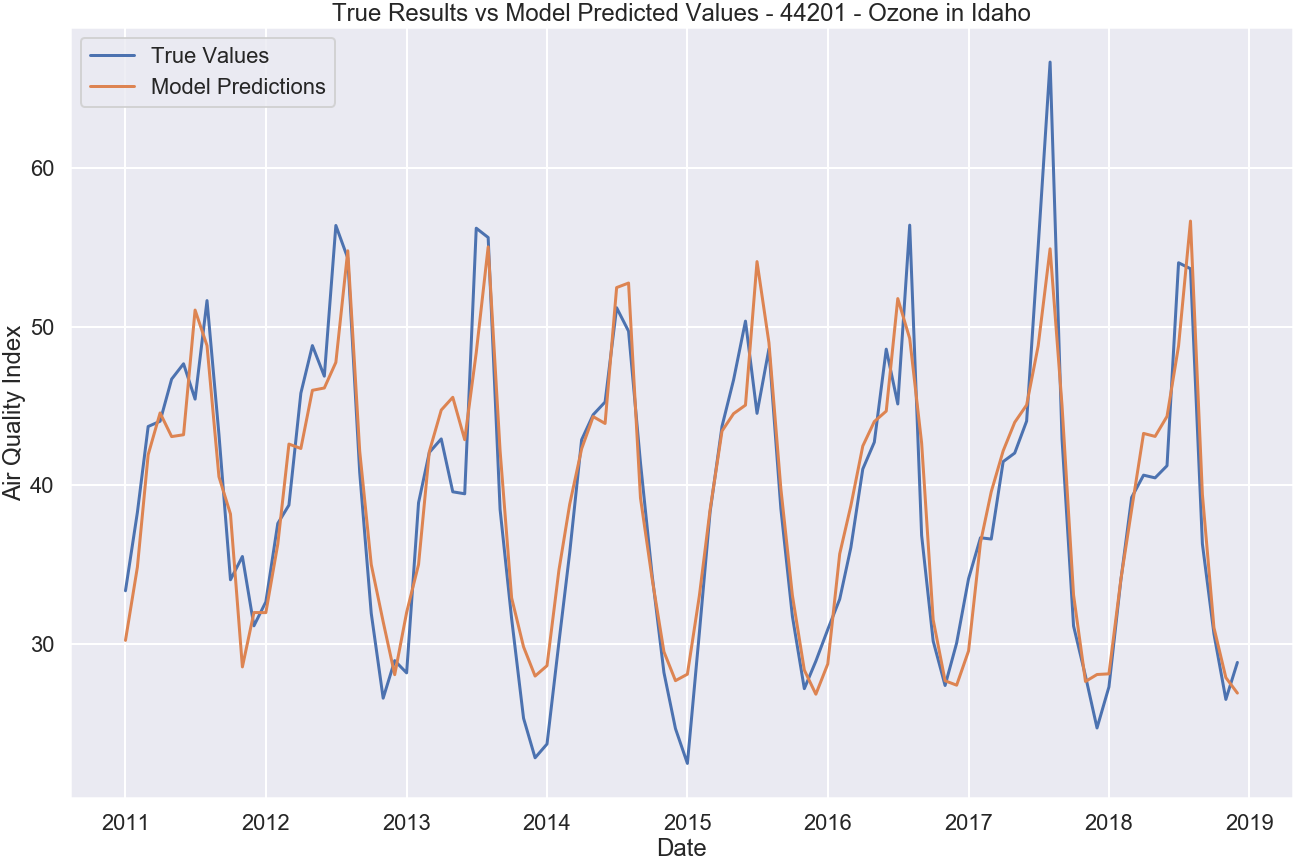 True Results vs Model Predicted Values - 44201 - Ozone in Idaho
True Values
Model Predictions
Air Quality Index
60
50
40
30
2011 2012 2013 2014 2015 2016 2017 2018 2019
Date